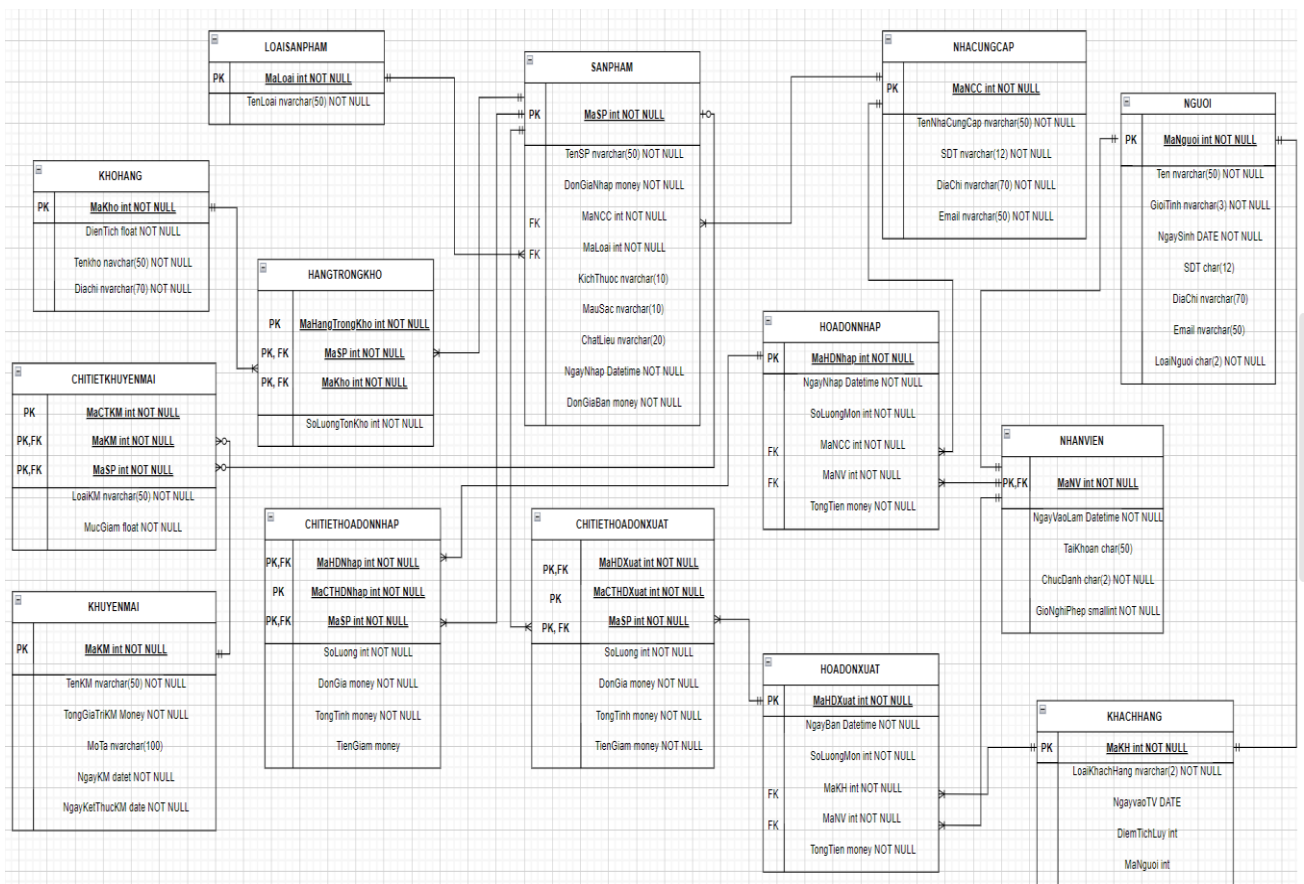 LOAISANPHAM
PK MaLoai int NOT NULL
TenLoai nvarchar(50) NOT NULL
SANPHAM
PK MaSP int NOT NULL
TenSP nvarchar(50) NOT NULL
DonGiaNhap money NOT NULL
FK MaNCC int NOT NULL
FK MaLoai int NOT NULL
KichThuoc nvarchar(10)
MauSac nvarchar(10)
ChatLieu nvarchar(20)
NgayNhap Datetime NOT NULL
DonGiaBan money NOT NULL
NHACUNGCAP
PK MaNCC int NOT NULL
TenNhaCungCap nvarchar(50) NOT NULL
SDT nvarchar(12) NOT NULL
DiaChi nvarchar(70) NOT NULL
Email nvarchar(50) NOT NULL
NGUOI
PK MaNguoi int NOT NULL
Ten nvarchar(50) NOT NULL
GioiTinh nvarchar(3) NOT NULL
NgaySinh DATE NOT NULL
SDT char(12)
DiaChi nvarchar(70)
Email nvarchar(50)
LoaiNguoi char(2) NOT NULL
KHOHANG
PK MaKho int NOT NULL
DienTich float NOT NULL
Tenkho navchar(50) NOT NULL
Diachi nvarchar(70) NOT NULL
HANGTRONGKHO
PK MaHangTrongKho int NOT NULL
PK, FK MaSP int NOT NULL
PK, FK MaKho int NOT NULL
SoLuongTonKho int NOT NULL
HOADONNHAP
PK MaHDNhap int NOT NULL
NgayNhap Datetime NOT NULL
SoLuongMon int NOT NULL
FK MaNCC int NOT NULL
FK MaNV int NOT NULL
TongTien money NOT NULL
CHITIETKHUYENMAI
PK MaCTKM int NOT NULL
PK,FK MaKM int NOT NULL
PK,FK MaSP int NOT NULL
LoaiKM nvarchar(50) NOT NULL
MucGiam float NOT NULL
NHANVIEN
PK,FK MaNV int NOT NULL
NgayVaoLam Datetime NOT NULL
TaiKhoan char(50)
ChucDanh char(2) NOT NULL
GioNghiPhep smallint NOT NULL
CHITIETHOADONNHAP
PK,FK MaHDNhap int NOT NULL
PK MaCTHDNhap int NOT NULL
PK,FK MaSP int NOT NULL
SoLuong int NOT NULL
DonGia money NOT NULL
TongTinh money NOT NULL
TienGiam money
CHITIETHOADONXUAT
PK,FK MaHDXuat int NOT NULL
PK MaCTHDXuat int NOT NULL
PK, FK MaSP int NOT NULL
SoLuong int NOT NULL
DonGia money NOT NULL
TongTinh money NOT NULL
TienGiam money NOT NULL
KHUYENMAI
PK MaKM int NOT NULL
TenKM nvarchar(50) NOT NULL
TongGiaTriKM Money NOT NULL
MoTa nvarchar(100)
NgayKM datet NOT NULL
NgayKetThucKM date NOT NULL
HOADONXUAT
PK MaHDXuat int NOT NULL
NgayBan Datetime NOT NULL
SoLuongMon int NOT NULL
FK MaKH int NOT NULL
FK MaNV int NOT NULL
TongTien money NOT NULL
KHACHHANG
PK MaKH int NOT NULL
LoaiKhachHang nvarchar(2) NOT NULL
NgayvaoTV DATE
DiemTichLuy int
MaNguoi int